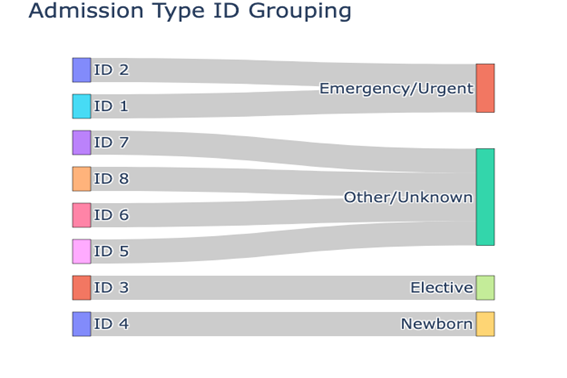 Admission Type ID Grouping
ID 2
Emergency/Urgent
ID 1
ID 7
ID 8
Other/Unknown
ID 6
ID 5
ID 3
Elective
ID 4
Newborn